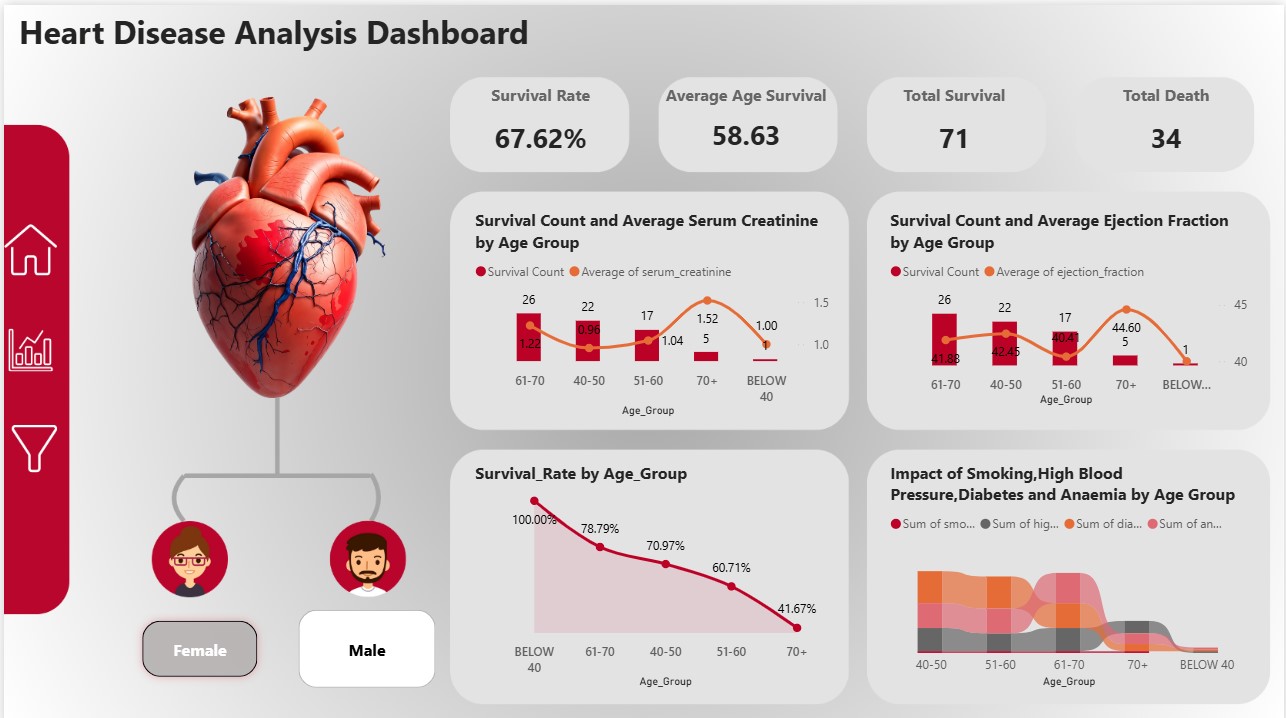 Heart Disease Analysis Dashboard
Survival Rate
67.62%
Average Age Survival
58.63
Total Survival
71
Total Death
34
Survival Count and Average Serum Creatinine
by Age Group
Survival Count Average of serum_creatinine
26
22
17
5
1
1.22
0.96
1.04
1.52
1.00
1.5
1.0
61-70 40-50 51-60 70+ BELOW
40
Age_Group
Survival Count and Average Ejection Fraction
by Age Group
Survival Count Average of ejection_fraction
26
22
17
5
1
41.88
42.45
40.41
44.60
45
40
61-70 40-50 51-60 70+ BELOW...
Age_Group
Survival_Rate by Age_Group
100.00%
78.79%
70.97%
60.71%
41.67%
BELOW 61-70 40-50 51-60 70+
40
Age_Group
Impact of Smoking,High Blood
Pressure,Diabetes and Anaemia by Age Group
Sum of smo... Sum of hig... Sum of dia... Sum of an...
40-50 51-60 61-70 70+ BELOW 40
Age_Group
Female
Male